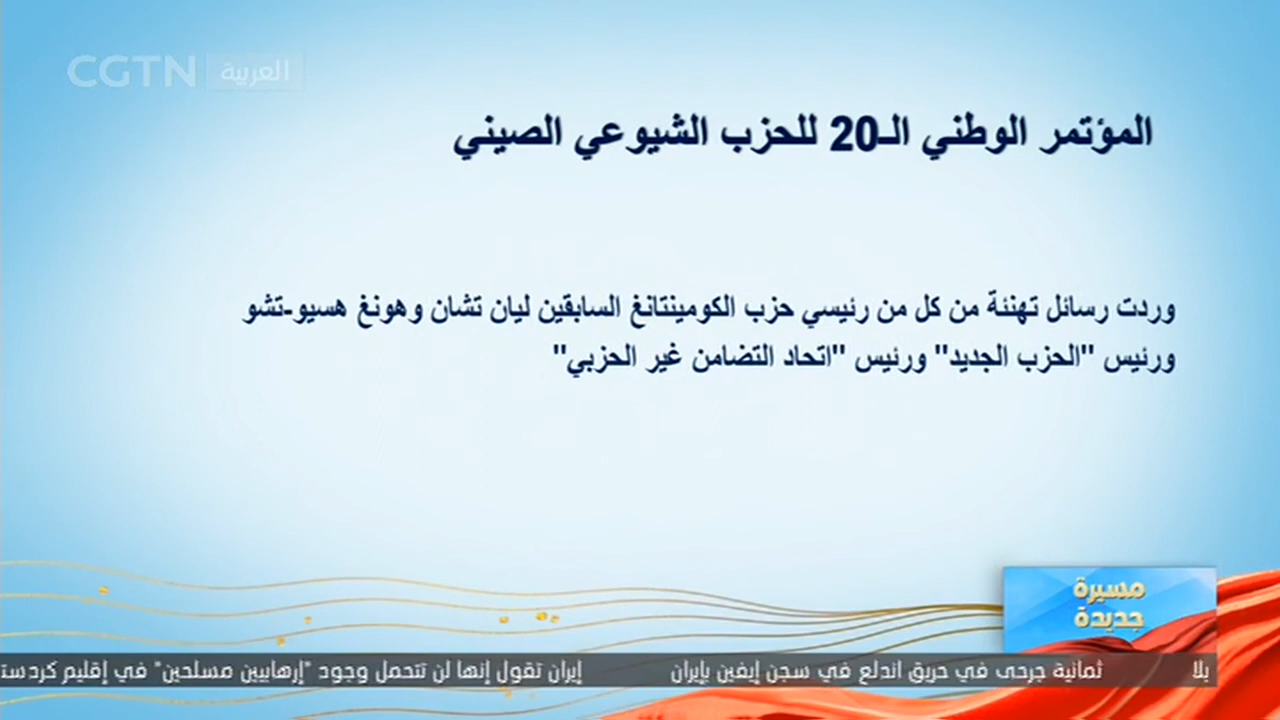 CGTN العربية
المؤتمر الوطني الـ20 للحزب الشيوعي الصيني
وردت رسائل تهنئة من كل من رئيسي حزب الكومينتانغ السابقين ليان تشان وهونغ هسيو-تشو
ورئيس "الحزب الجديد" ورئيس "اتحاد التضامن غير الحزبي"
مسيرة
جديدة
ثمانية جرحى في حريق اندلع في سجن إيفين بإيران إيران تقول إنها لن تتحمل وجود "إرهابيين مسلحين" في إقليم